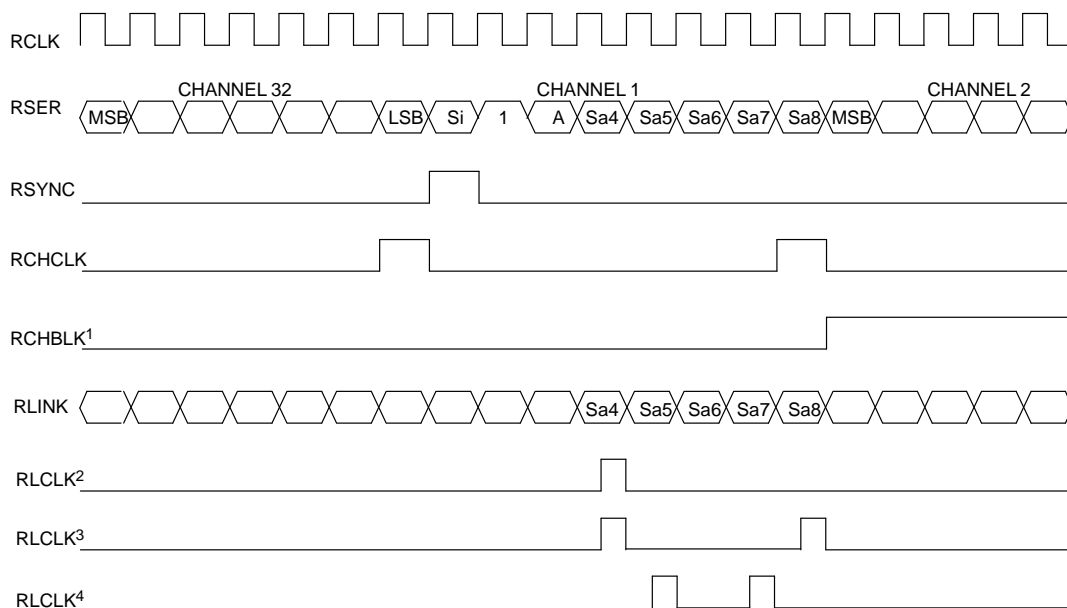 RCLK
CHANNEL 32 CHANNEL 1 CHANNEL 2
RSER MSB LSB Si 1 A Sa4 Sa5 Sa6 Sa7 Sa8 MSB
RSYNC
RCHCLK
RCHBLK1
RLINK Sa4 Sa5 Sa6 Sa7 Sa8
RLCLK2
RLCLK3
RLCLK4